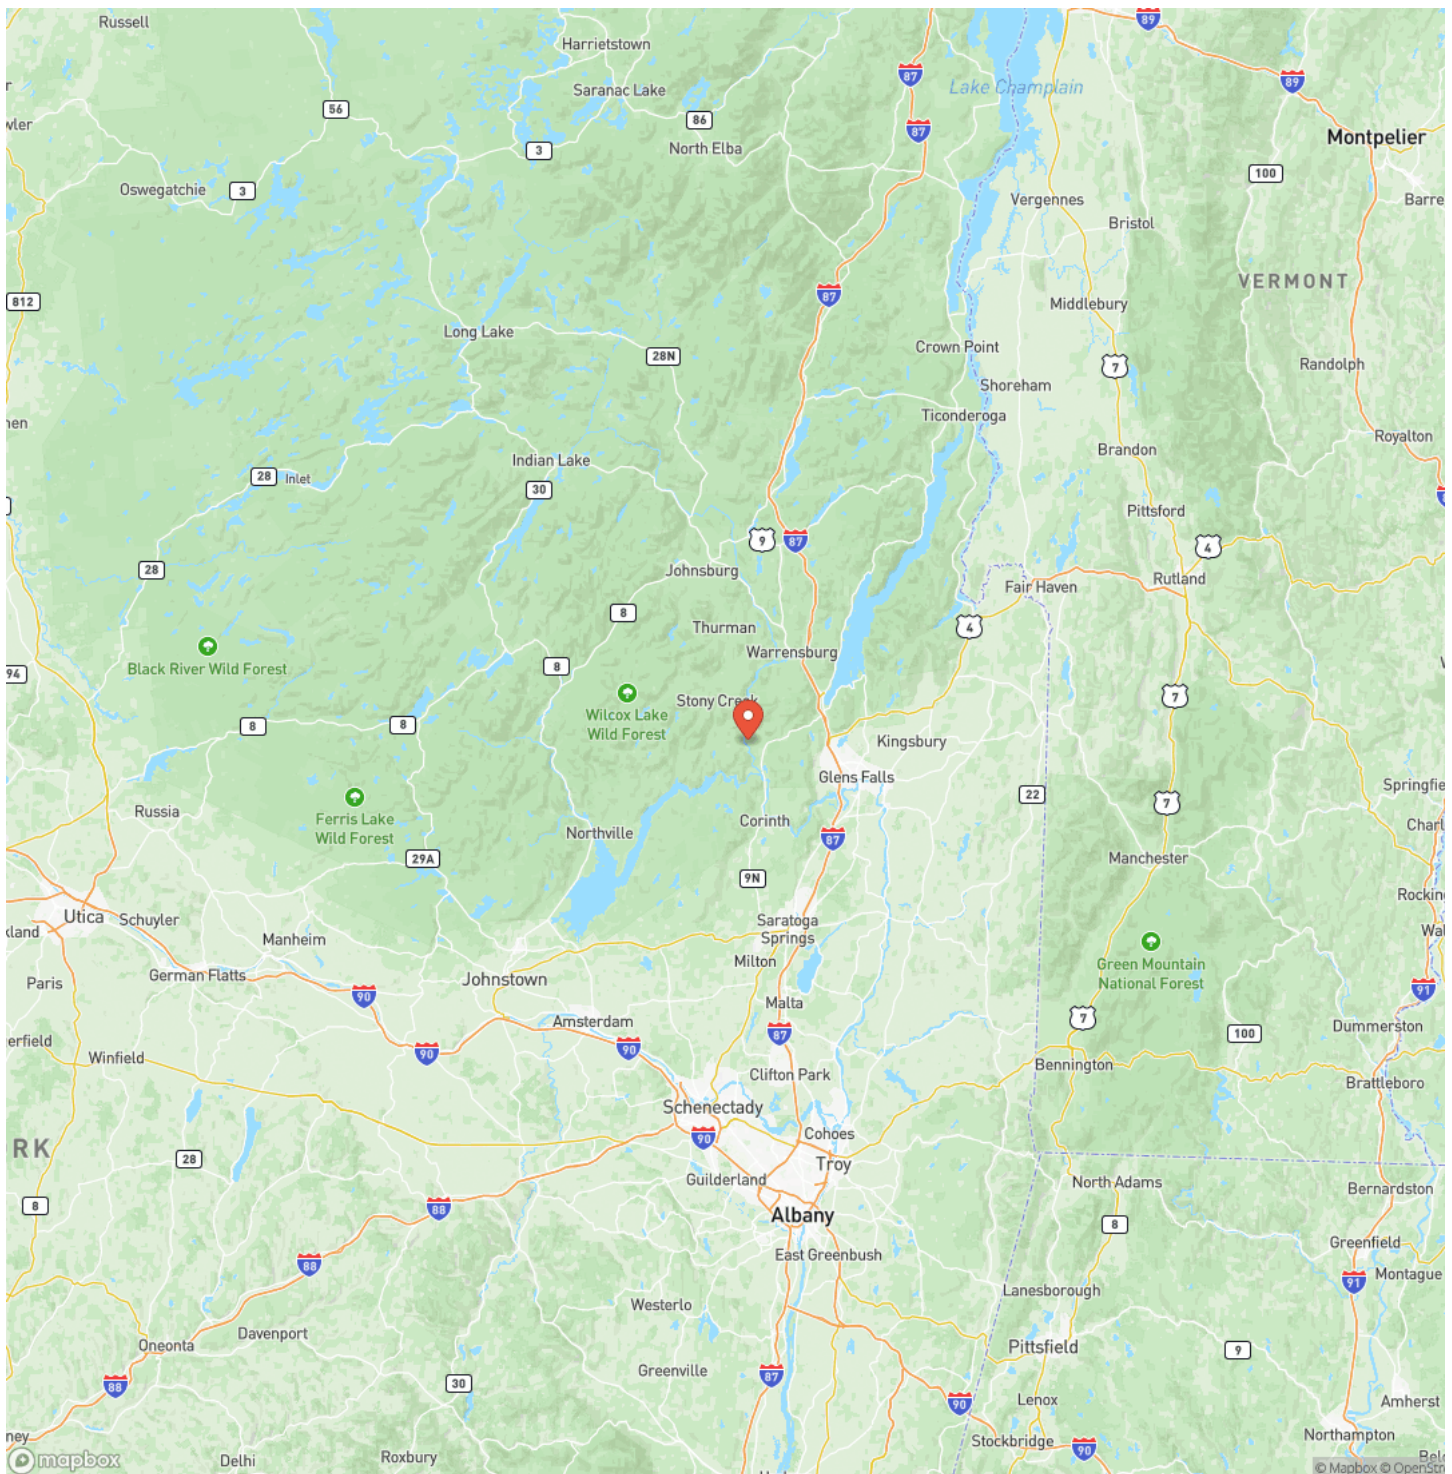 Russell
Harrietstown
89
87
Lake Champlain
89
Saranac Lake
56
86
87
Montpelier
3
North Elba
100
Oswegatchie
3
Vergennes
Barre
Bristol
VERMONT
812
87
Middlebury
Long Lake
Crown Point
28N
7
Randolph
Shoreham
Ticonderoga
Royalton
Brandon
Indian Lake
28
Inlet
30
Pittsford
9
87
4
28
Johnsburg
Rutland
Fair Haven
8
Thurman
4
Warrensburg
Black River Wild Forest
8
94
Stony Creek
7
Wilcox Lake
Wild Forest
8
8
Kingsbury
Glens Falls
22
Springfie
7
Russia
Ferris Lake
Wild Forest
Corinth
Northville
87
Charl
29A
Manchester
9N
Rockin
Utica
Schuyler
Saratoga
Springs
kland
Manheim
Milton
Green Mountain
National Forest
German Flatts
Johnstown
Paris
90
91
Malta
Amsterdam
7
Dummerston
87
100
erfield
90
90
Winfield
Bennington
Clifton Park
Brattleboro
Schenectady
Cohoes
90
RK
28
Troy
Guilderland
North Adams
Bernardston
8
88
Albany
8
East Greenbush
Greenfield
88
Montague
91
Lanesborough
Westerlo
Davenport
Oneonta
Pittsfield
9
Greenville
87
88
30
Lenox
Amherst
90
Northampton
ney
Stockbridge
90
Roxbury
Delhi
mapbox
© Mapbox © OpenStr